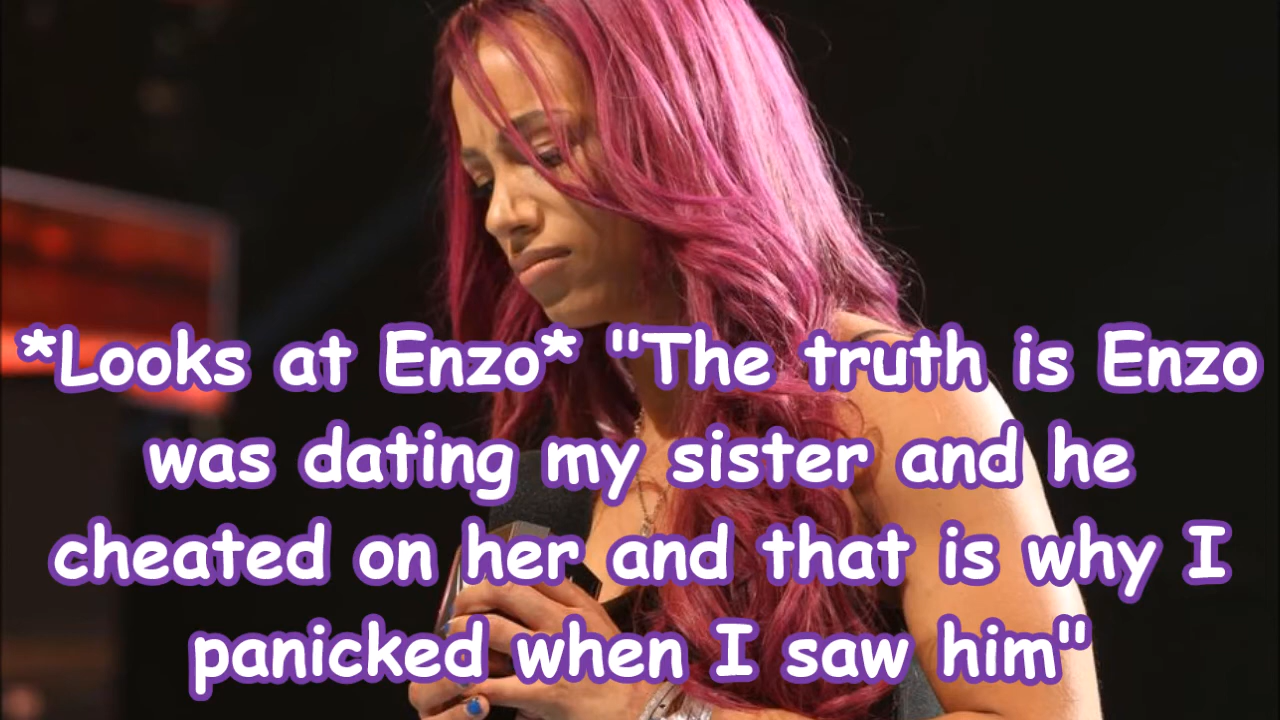 *Looks at Enzo* "The truth is Enzo
was dating my sister and he
cheated on her and that is why I
panicked when I saw him"